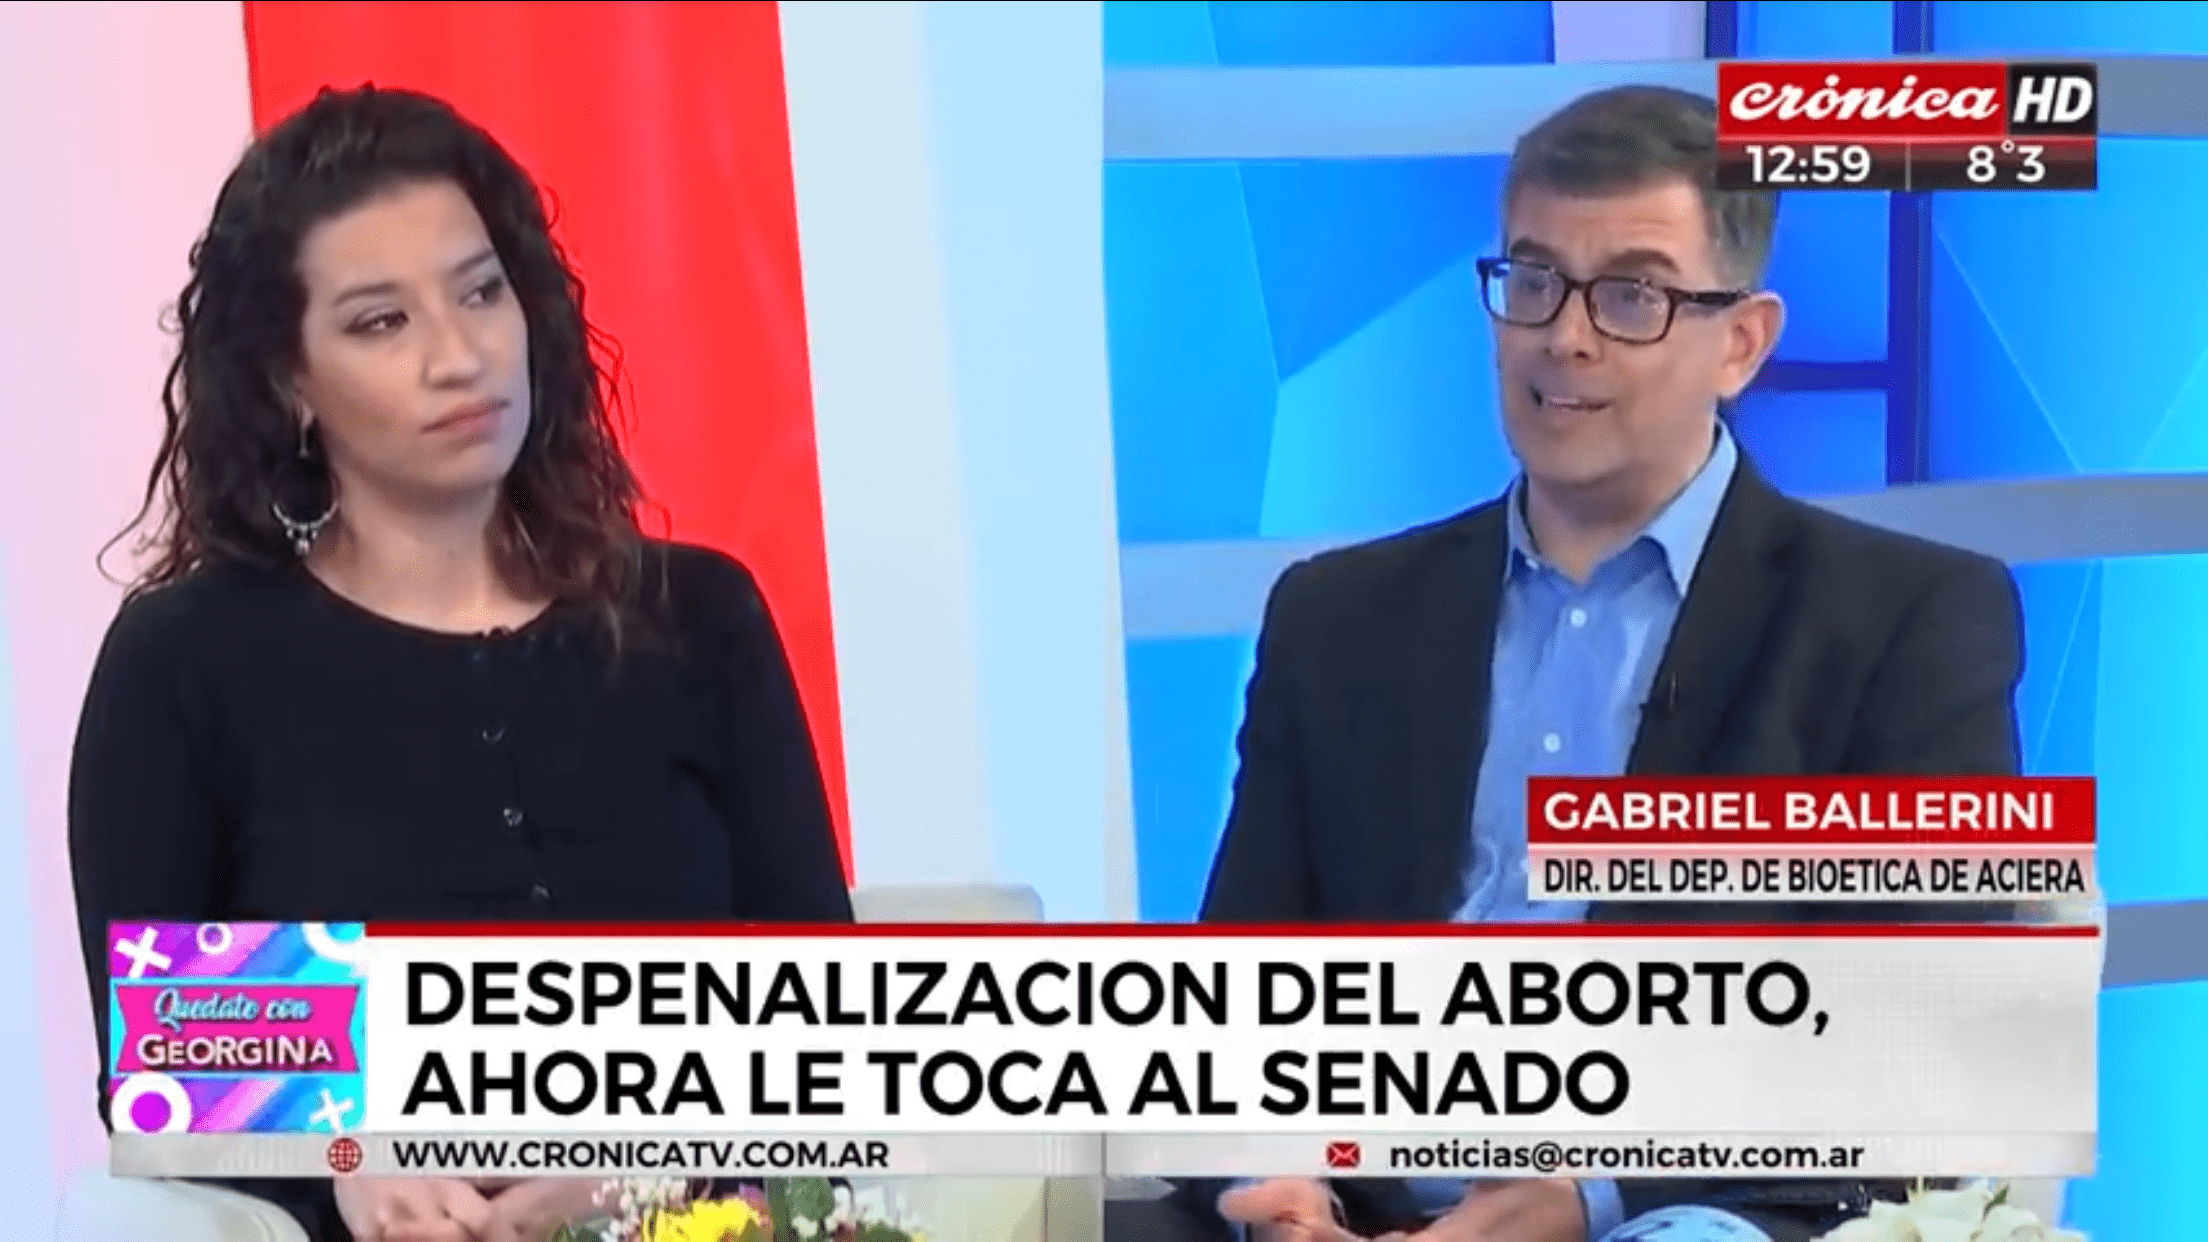 crónica HD
12:59 8°3
GABRIEL BALLERINI
DIR. DEL DEP. DE BIOETICA DE ACIERA
Quedate con
GEORGINA
DESPENALIZACION DEL ABORTO,
AHORA LE TOCA AL SENADO
WWW.CRONICATV.COM.AR noticias@cronicatv.com.ar